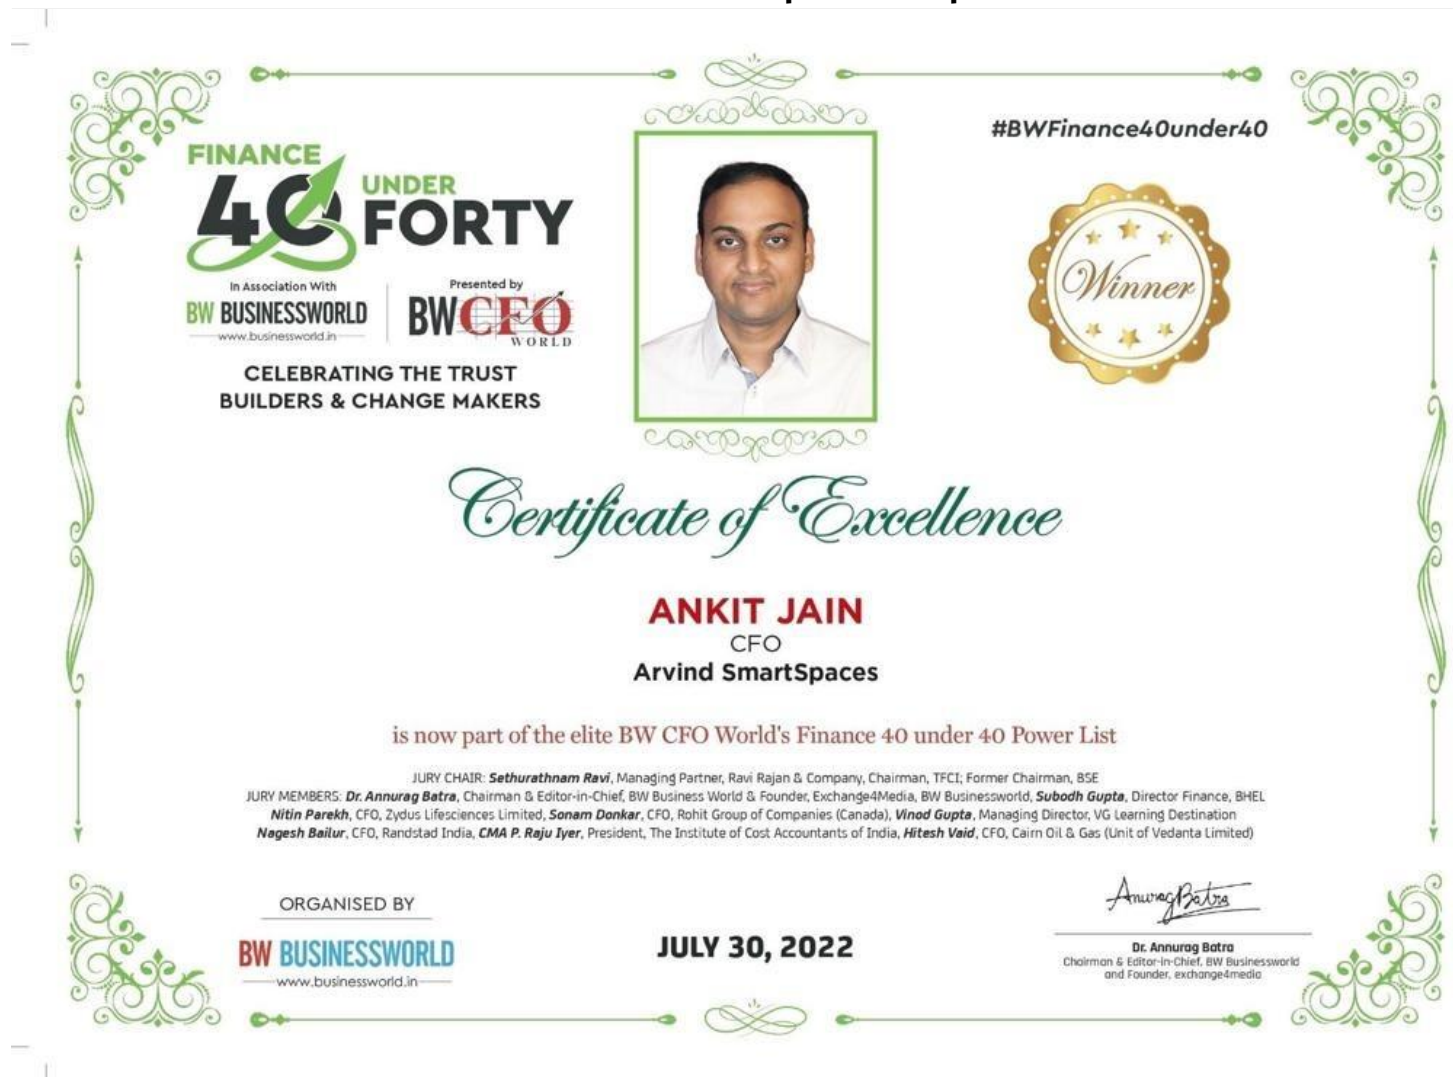 #BWFinance40under40
FINANCE
40 UNDER
FORTY
In Association With
BW BUSINESSWORLD
www.businessworld.in
Presented by
BW CFO
WORLD
CELEBRATING THE TRUST
BUILDERS & CHANGE MAKERS
Winner
Certificate of Excellence
ANKIT JAIN
CFO
Arvind SmartSpaces
is now part of the elite BW CFO World's Finance 40 under 40 Power List
JURY CHAIR: Sethurathnam Ravi, Managing Partner, Ravi Rajan & Company, Chairman, TFCI; Former Chairman, BSE
JURY MEMBERS: Dr. Annurag Batra, Chairman & Editor-in-Chief, BW Business World & Founder, Exchange4Media, BW Businessworld, Subodh Gupta, Director Finance, BHEL
Nitin Parekh, CFO, Zydus Lifesciences Limited, Sonam Donkar, CFO, Rohit Group of Companies (Canada), Vinod Gupta, Managing Director, VG Learning Destination
Nagesh Bailur, CFO, Randstad India, CMA P. Raju Iyer, President, The Institute of Cost Accountants of India, Hitesh Vaid, CFO, Cairn Oil & Gas (Unit of Vedanta Limited)
ORGANISED BY
BW BUSINESSWORLD
www.businessworld.in
JULY 30, 2022
Anurag Batra
Dr. Annurag Batra
Chairman & Editor-in-Chief, BW Businessworld
and Founder, exchange4media